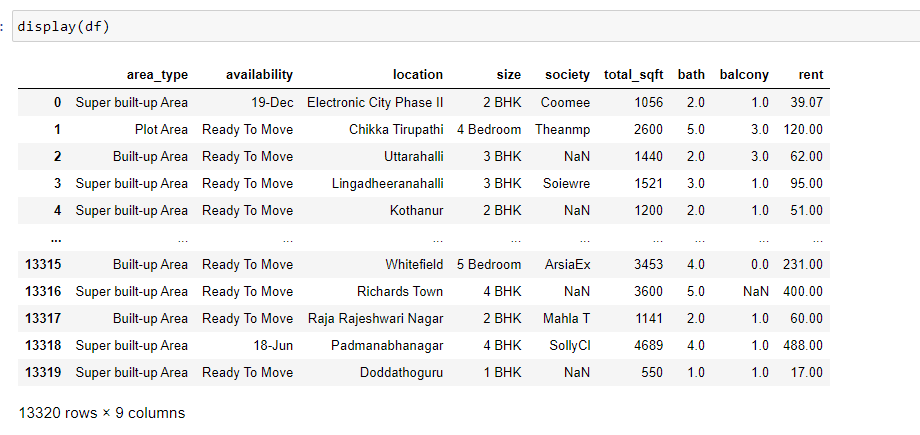 : display(df)
area_type availability location size society total_sqft bath balcony rent
0 Super built-up Area 19-Dec Electronic City Phase II 2 BHK Coomee 1056 2.0 1.0 39.07
1 Plot Area Ready To Move Chikka Tirupathi 4 Bedroom Theanmp 2600 5.0 3.0 120.00
2 Built-up Area Ready To Move Uttarahalli 3 BHK NaN 1440 2.0 3.0 62.00
3 Super built-up Area Ready To Move Lingadheeranahalli 3 BHK Soiewre 1521 3.0 1.0 95.00
4 Super built-up Area Ready To Move Kothanur 2 BHK NaN 1200 2.0 1.0 51.00
... ... ... ... ... ... ... ... ... ...
13315 Built-up Area Ready To Move Whitefield 5 Bedroom ArsiaEx 3453 4.0 0.0 231.00
13316 Super built-up Area Ready To Move Richards Town 4 BHK NaN 3600 5.0 NaN 400.00
13317 Built-up Area Ready To Move Raja Rajeshwari Nagar 2 BHK Mahla T 1141 2.0 1.0 60.00
13318 Super built-up Area 18-Jun Padmanabhanagar 4 BHK SollyCl 4689 4.0 1.0 488.00
13319 Super built-up Area Ready To Move Doddathoguru 1 BHK NaN 550 1.0 1.0 17.00
13320 rows × 9 columns